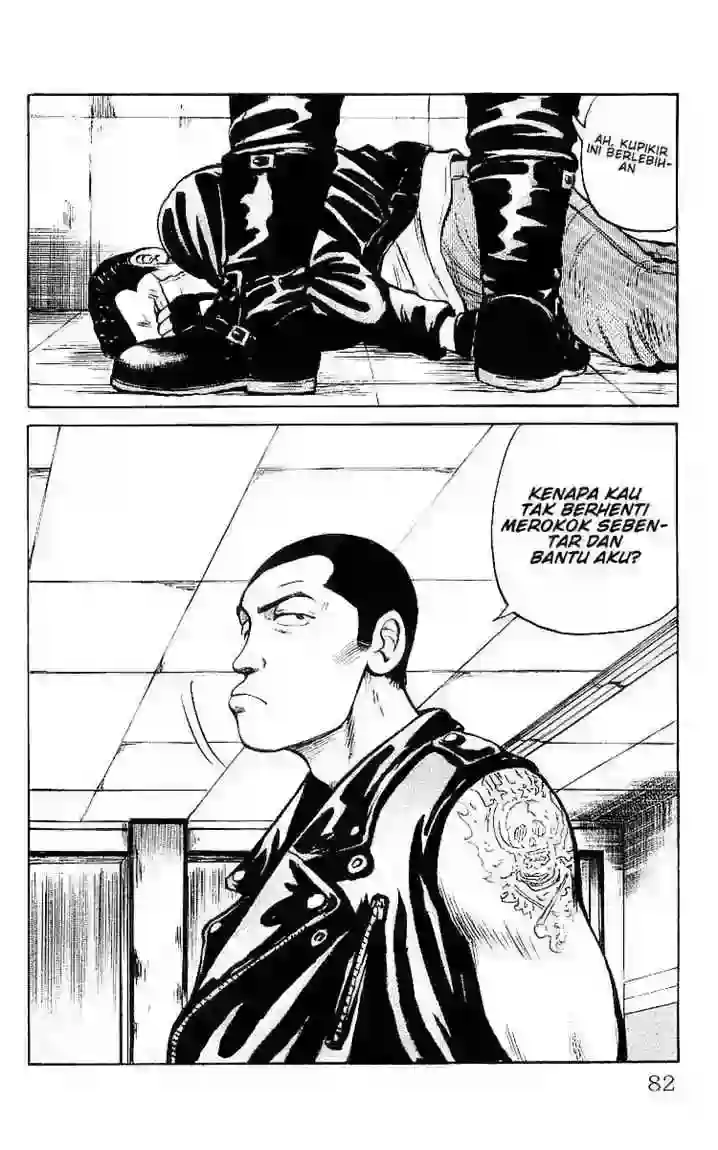 AH, KUPIKIR
INI BERLEBIH-
AN
KENAPA KAU
TAK BERHENTI
MEROKOK SEBEN-
TAR DAN
BANTU AKU?
82